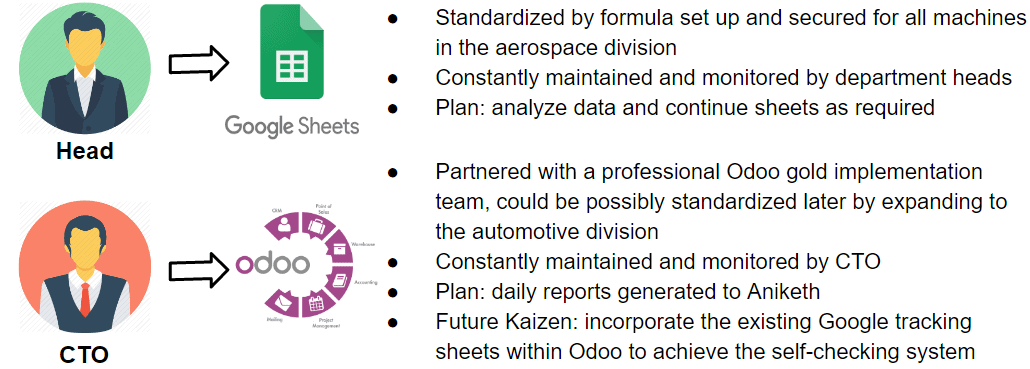 ● Standardized by formula set up and secured for all machines
in the aerospace division
● Constantly maintained and monitored by department heads
● Plan: analyze data and continue sheets as required
Google Sheets
Head
● Partnered with a professional Odoo gold implementation
team, could be possibly standardized later by expanding to
the automotive division
● Constantly maintained and monitored by CTO
● Plan: daily reports generated to Aniketh
● Future Kaizen: incorporate the existing Google tracking
sheets within Odoo to achieve the self-checking system
CRM
Point of
Sales
Warehouse
odoo
Accounting
Project
Management
Mailing
CTO